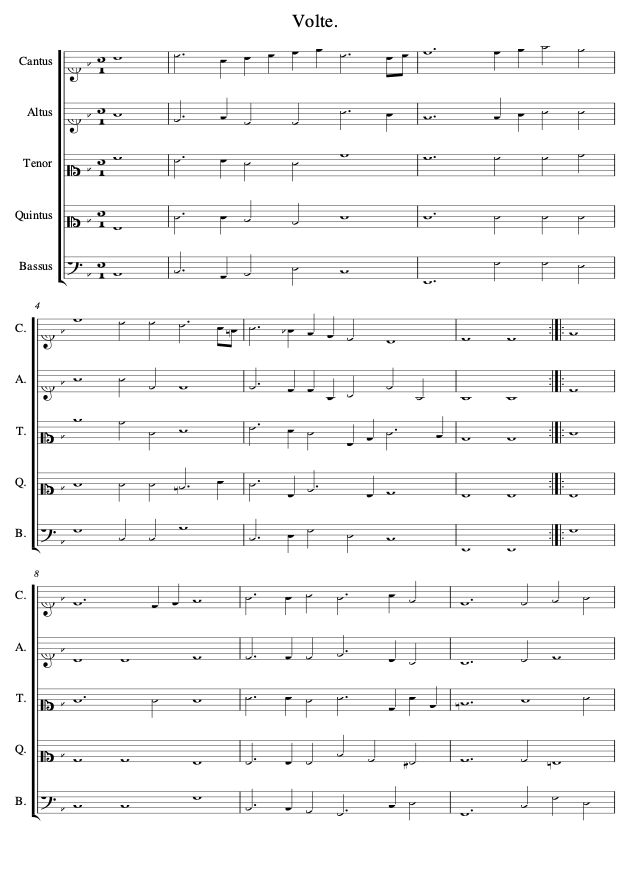 Volte.
Cantus
Altus
Tenor
Quintus
Bassus
4
C.
A.
T.
Q.
B.
8
C.
A.
T.
Q.
B.